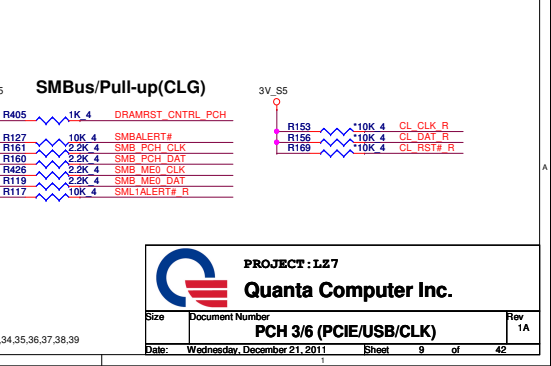 5
SMBus/Pull-up(CLG)
3V_S5
R405 1K_4 DRAMRST_CNTRL_PCH
R127 10K_4 SMBALERT#
R161 2.2K_4 SMB_PCH_CLK
R160 2.2K_4 SMB_PCH_DAT
R426 2.2K_4 SMB_ME0_CLK
R119 2.2K_4 SMB_ME0_DAT
R117 10K_4 SML1ALERT#_R
R153 *10K_4 CL_CLK_R
R156 *10K_4 CL_DAT_R
R169 *10K_4 CL_RST#_R
A
PROJECT:LZ7
Quanta Computer Inc.
Size Document Number Rev
PCH 3/6 (PCIE/USB/CLK) 1A
Date: Wednesday, December 21, 2011 Sheet 9 of 42
,34,35,36,37,38,39
1